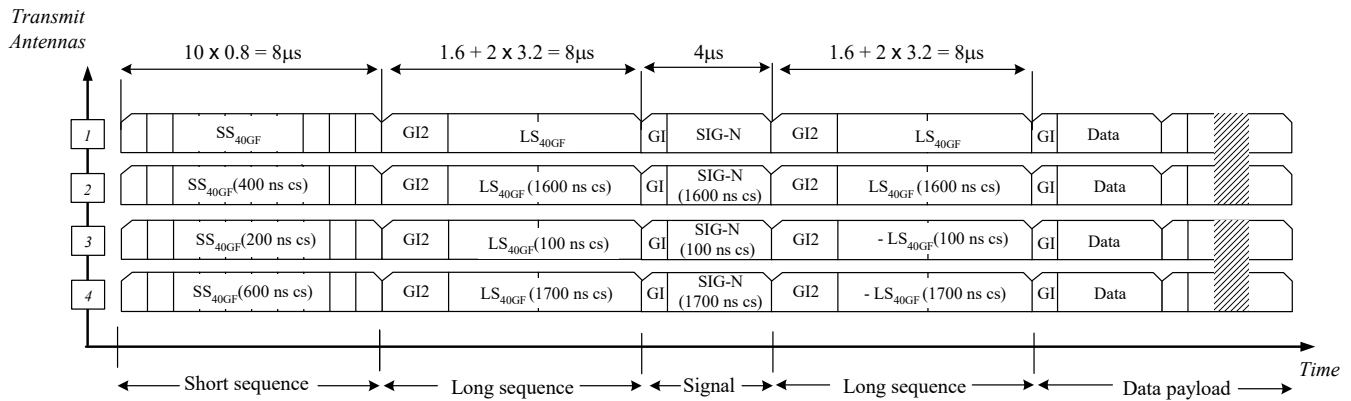 Transmit
Antennas
10 x 0.8 = 8μs
1.6 + 2 x 3.2 = 8μs
4μs
1.6 + 2 x 3.2 = 8μs
1
SS40GF
GI2
LS40GF
GI
SIG-N
GI2
LS40GF
GI
Data
2
SS40GF(400 ns cs)
GI2
LS40GF(1600 ns cs)
GI
SIG-N
(1600 ns cs)
GI2
LS40GF(1600 ns cs)
GI
Data
3
SS40GF(200 ns cs)
GI2
LS40GF(100 ns cs)
GI
SIG-N
(100 ns cs)
GI2
- LS40GF(100 ns cs)
GI
Data
4
SS40GF(600 ns cs)
GI2
LS40GF(1700 ns cs)
GI
SIG-N
(1700 ns cs)
GI2
- LS40GF(1700 ns cs)
GI
Data
Time
Short sequence
Long sequence
Signal
Long sequence
Data payload